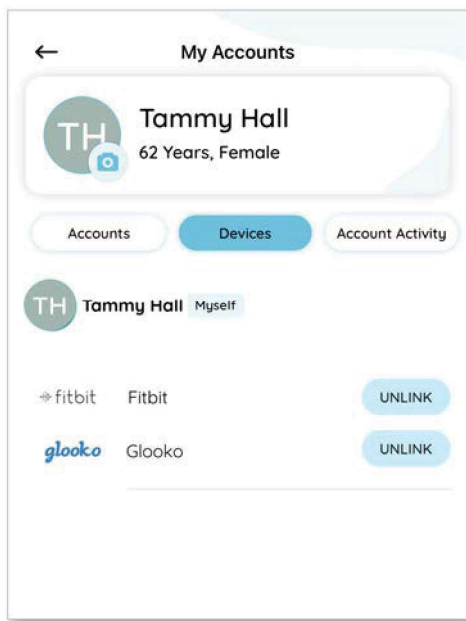 My Accounts
TH
Tammy Hall
62 Years, Female
Accounts Devices Account Activity
TH Tammy Hall Myself
fitbit Fitbit UNLINK
glooko Glooko UNLINK